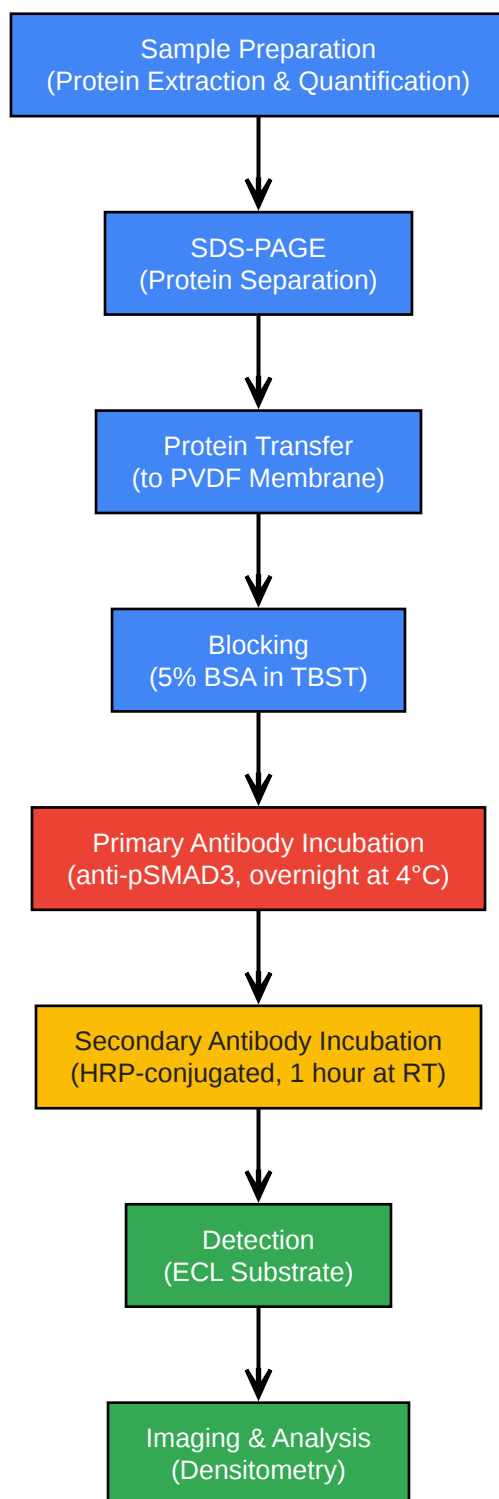 Sample Preparation
(Protein Extraction & Quantification)
SDS-PAGE
(Protein Separation)
Protein Transfer
(to PVDF Membrane)
Blocking
(5% BSA in TBST)
Primary Antibody Incubation
(anti-pSMAD3, overnight at 4°C)
Secondary Antibody Incubation
(HRP-conjugated, 1 hour at RT)
Detection
(ECL Substrate)
Imaging & Analysis
(Densitometry)